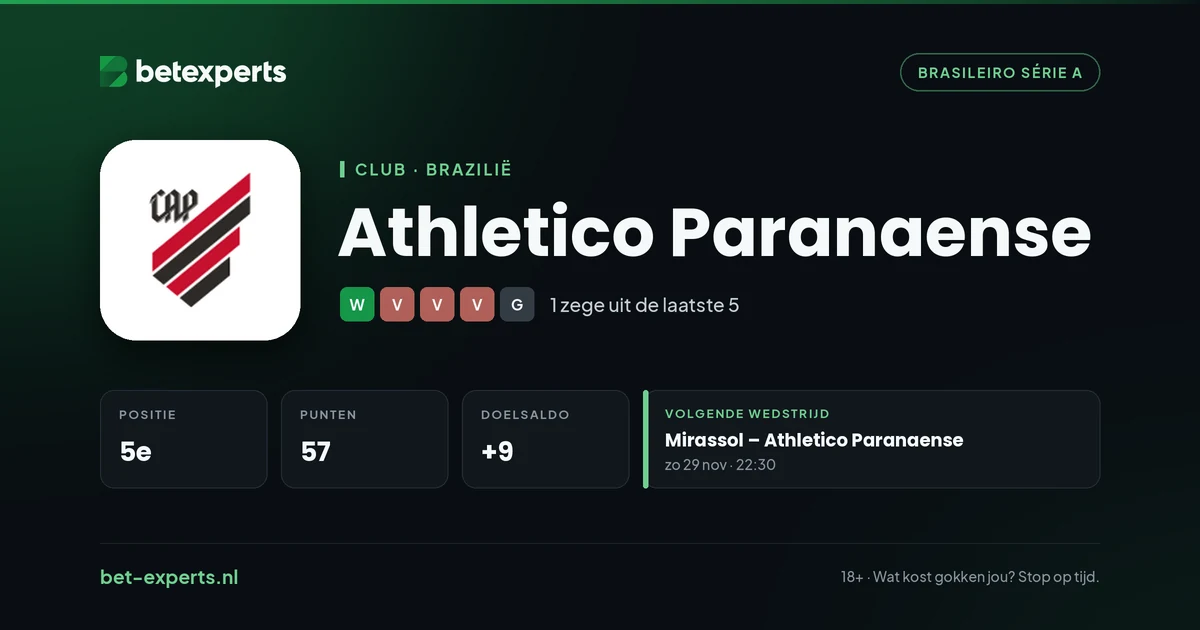 betexperts
BRASILEIRO SÉRIE A
CAP
CLUB · BRAZILIË
Athletico Paranaense
W V V V G 1 zege uit de laatste 5
POSITIE
5e
PUNTEN
57
DOELSALDO
+9
VOLGENDE WEDSTRIJD
Mirassol – Athletico Paranaense
zo 29 nov · 22:30
bet-experts.nl
18+ · Wat kost gokken jou? Stop op tijd.